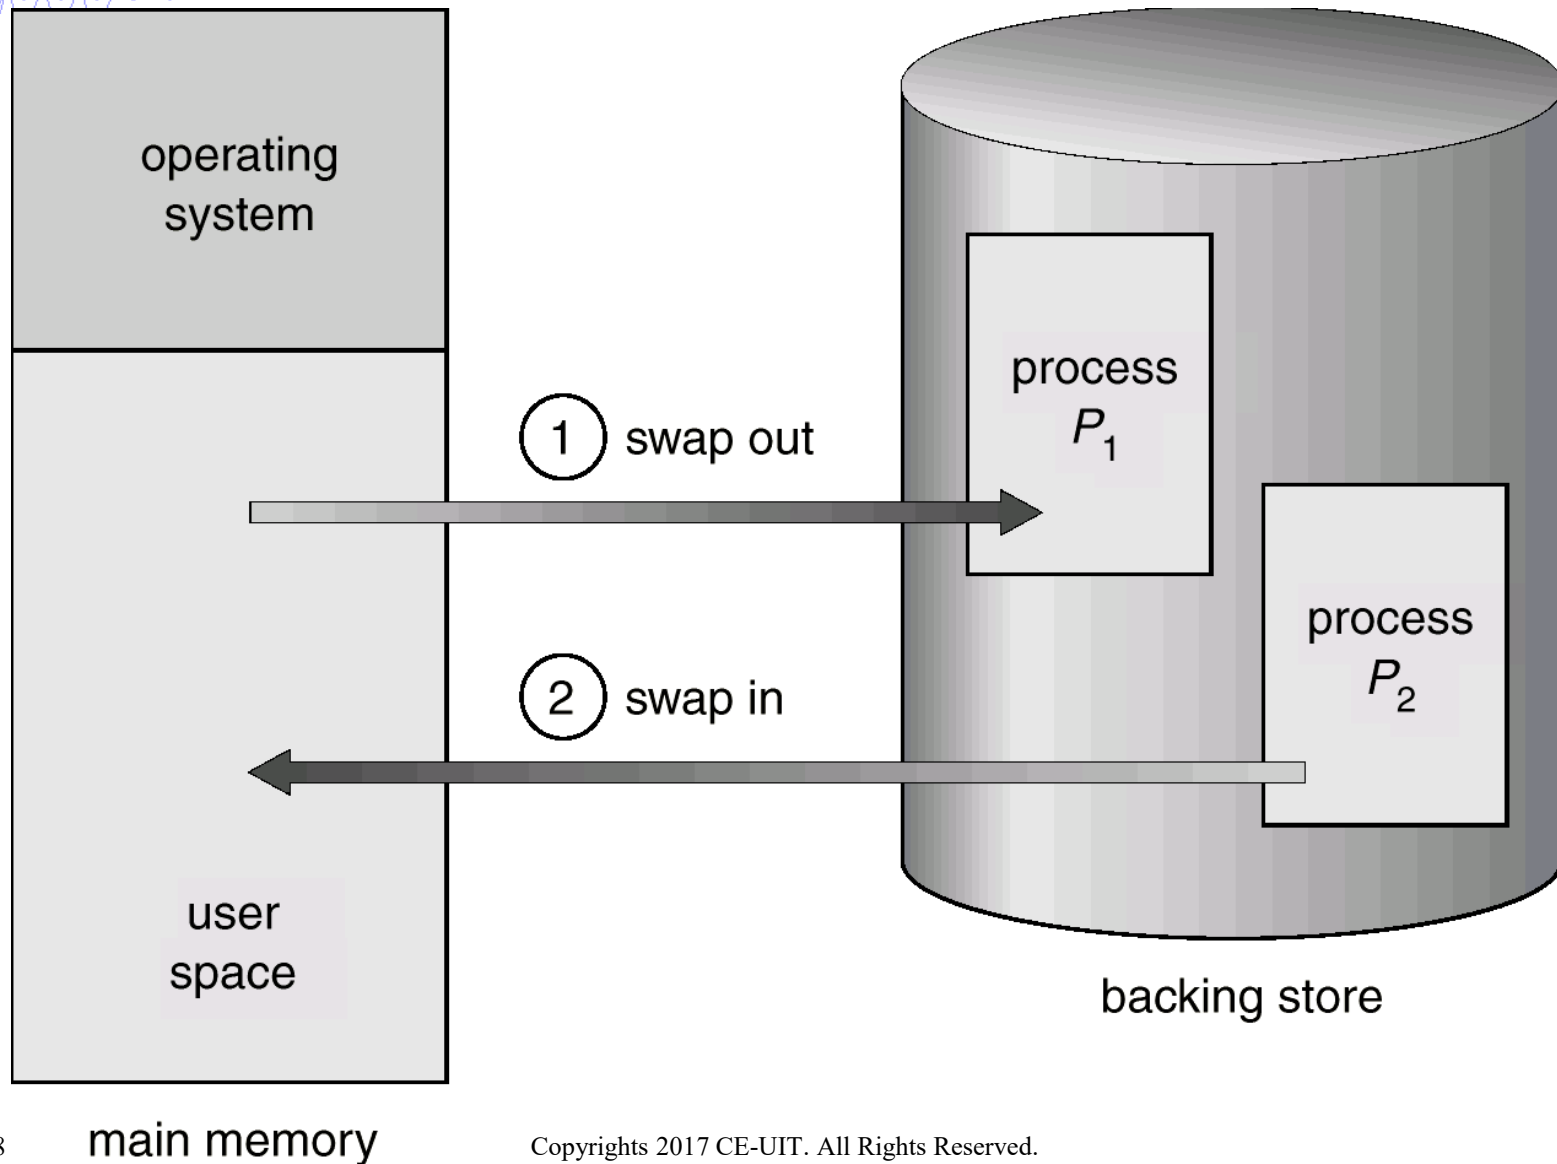 operating
system
1 swap out
process
P1
process
P2
2 swap in
user
space
backing store
main memory
8
Copyrights 2017 CE-UIT. All Rights Reserved.